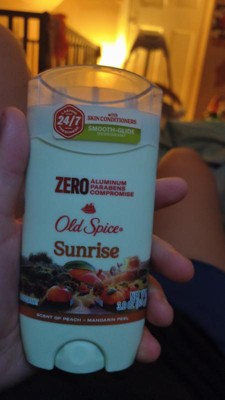 24/7
with
SKIN CONDITIONERS
SMOOTH-GLIDE
DEODORANT
ZERO ALUMINUM
PARABENS
COMPROMISE
Old Spice
Sunrise
SCENT OF PEACH + MANDARIN PEEL